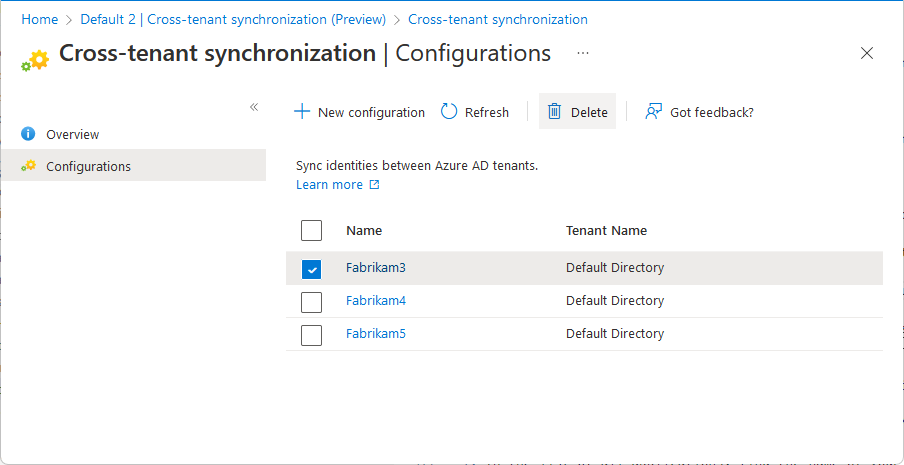 Home > Default 2 | Cross-tenant synchronization (Preview) > Cross-tenant synchronization
Cross-tenant synchronization | Configurations ...
«
Overview
Configurations
New configuration Refresh Delete Got feedback?
Sync identities between Azure AD tenants.
Learn more
Name Tenant Name
Fabrikam3 Default Directory
Fabrikam4 Default Directory
Fabrikam5 Default Directory